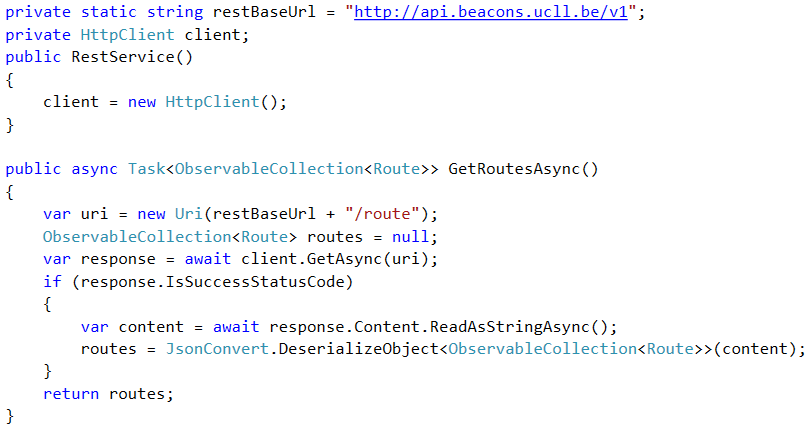 private static string restBaseUrl = "http://api.beacons.ucll.be/v1";
private HttpClient client;
public RestService()
{
    client = new HttpClient();
}

public async Task<ObservableCollection<Route>> GetRoutesAsync()
{
    var uri = new Uri(restBaseUrl + "/route");
    ObservableCollection<Route> routes = null;
    var response = await client.GetAsync(uri);
    if (response.IsSuccessStatusCode)
    {
        var content = await response.Content.ReadAsStringAsync();
        routes = JsonConvert.DeserializeObject<ObservableCollection<Route>>(content);
    }
    return routes;
}